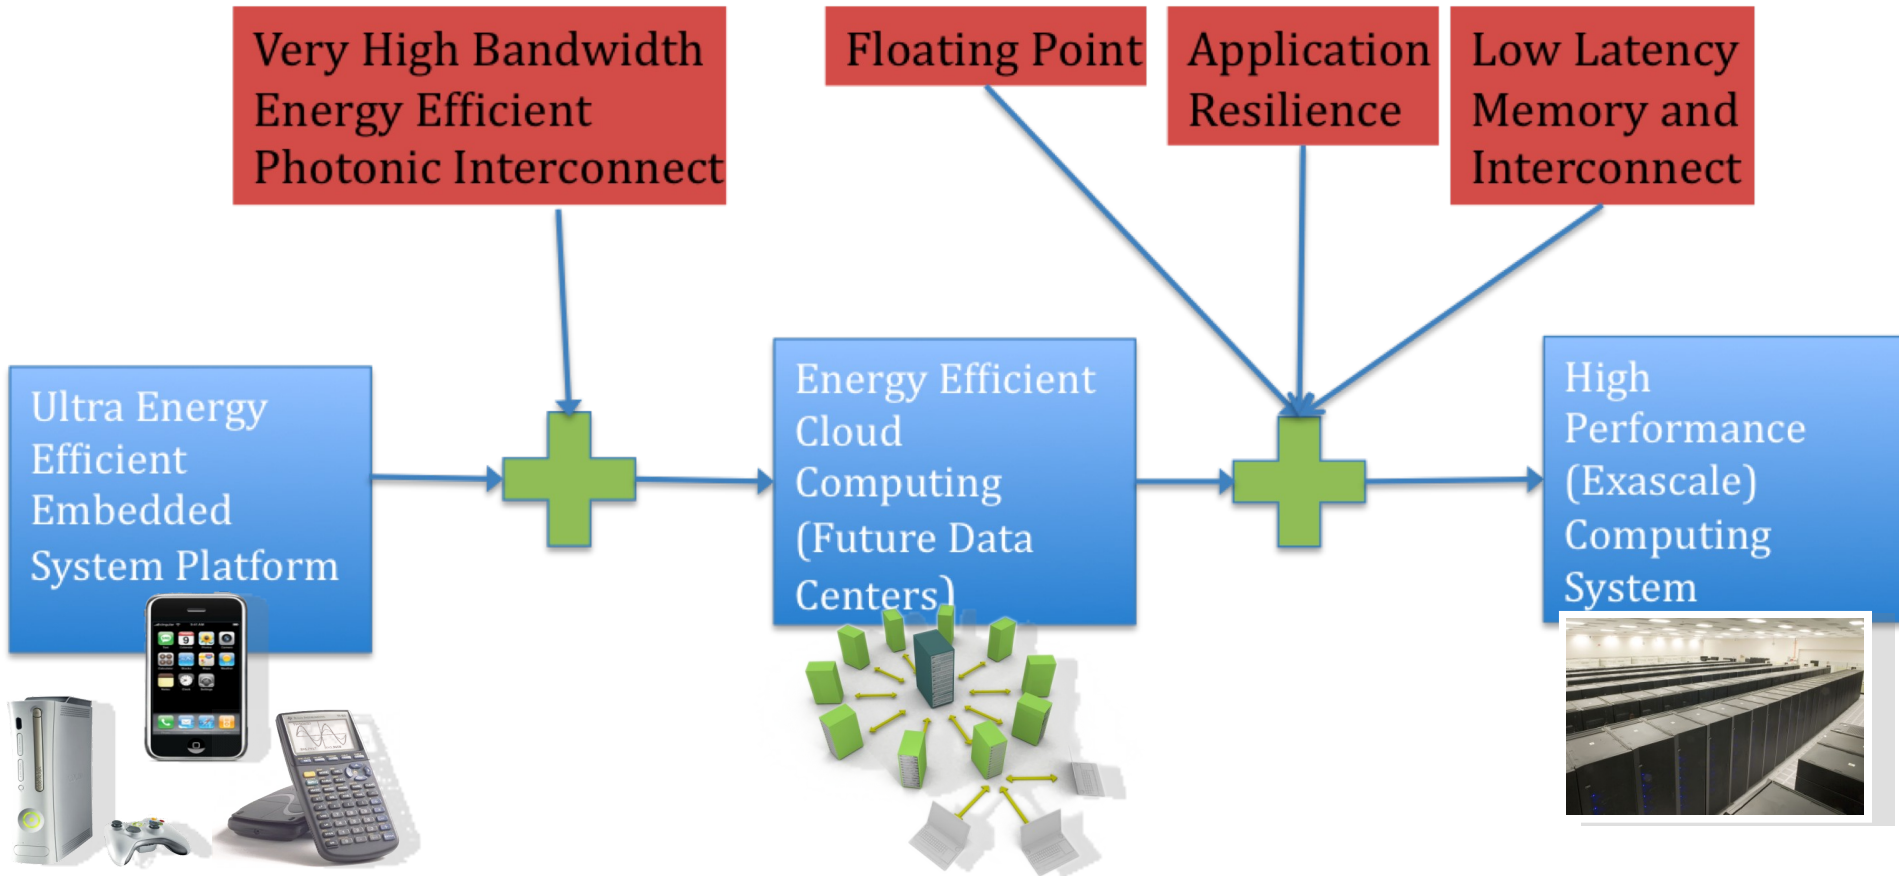 Very High Bandwidth
Energy Efficient
Photonic Interconnect
Floating Point
Application
Resilience
Low Latency
Memory and
Interconnect
Ultra Energy
Efficient
Embedded
System Platform
Energy Efficient
Cloud
Computing
(Future Data
Centers)
High
Performance
(Exascale)
Computing
System